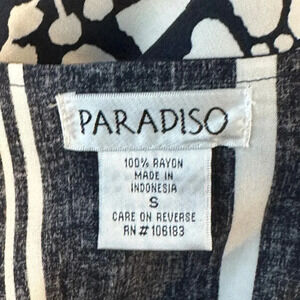 PARADISO
100% RAYON
MADE IN
INDONESIA
S
CARE ON REVERSE
RN # 106183